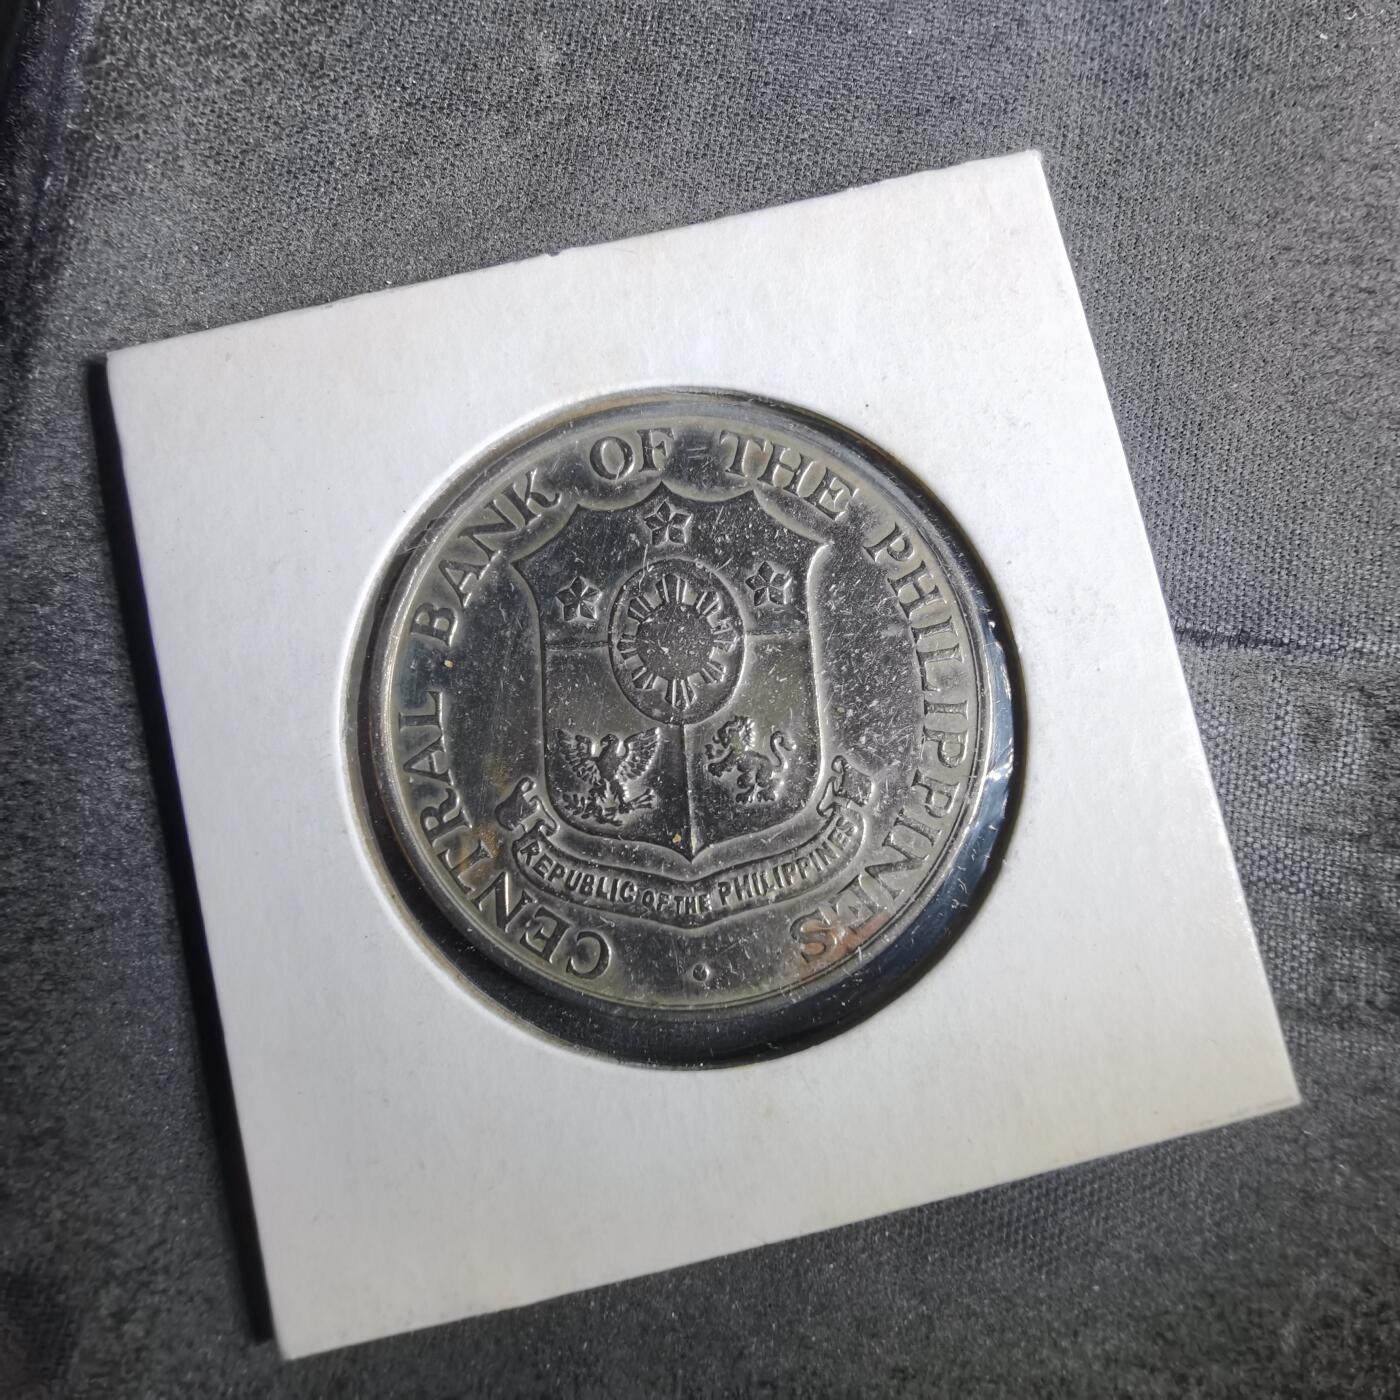 CENTRAL BANK OF THE PHILIPPINES
REPUBLIC OF THE PHILIPPINES